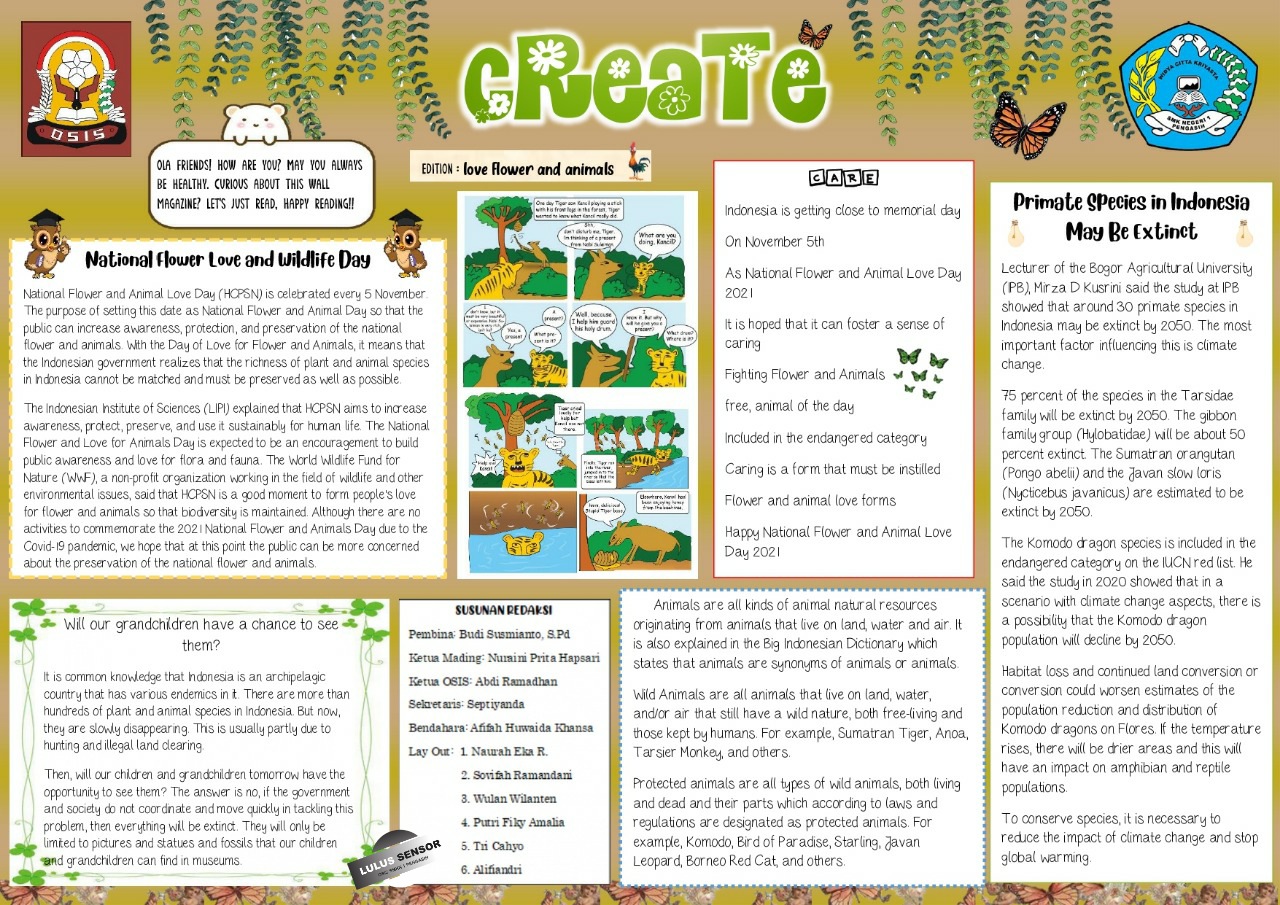 CREATE
OSIS
WIDYA CITTA KRIYASTA
SMK NEGERI 1
PENGASIH
OLA FRIENDS! HOW ARE YOU? MAY YOU ALWAYS
BE HEALTHY. CURIOUS ABOUT THIS WALL
MAGAZINE? LET'S JUST READ, HAPPY READING!!
EDITION : love flower and animals
National Flower Love and Wildlife Day
National Flower and Animal Love Day (HCPSN) is celebrated every 5 November.
The purpose of setting this date as National Flower and Animal Day so that the
public can increase awareness, protection, and preservation of the national
flower and animals. With the Day of Love for Flower and Animals, it means that
the Indonesian government realizes that the richness of plant and animal species
in Indonesia cannot be matched and must be preserved as well as possible.
The Indonesian Institute of Sciences (LIPI) explained that HCPSN aims to increase
awareness, protect, preserve, and use it sustainably for human life. The National
Flower and Love for Animals Day is expected to be an encouragement to build
public awareness and love for flora and fauna. The World Wildlife Fund for
Nature (WWF), a non-profit organization working in the field of wildlife and other
environmental issues, said that HCPSN is a good moment to form people's love
for flower and animals so that biodiversity is maintained. Although there are no
activities to commemorate the 2021 National Flower and Animals Day due to the
Covid-19 pandemic, we hope that at this point the public can be more concerned
about the preservation of the national flower and animals.
One day Tiger saw Kancil playing a stick
with his front legs in the forest. Tiger
wanted to know what Kancil really did.
Shh,
don't disturb me, Tiger.
Im thinking of a present
from Nabi Sulaiman.
What are you
doing, Kancil?
Yes, a
present
A
present?
What pre-
sent is it?
Well, because
I help him guard
his holy drum.
What drum?
Where is it?
Help me,
Kancil!
Elsewhere, Kancil had
been enjoying honey
from the beehive.
hmm, delicious!
Stupid Tiger
CARE
Indonesia is getting close to memorial day
On November 5th
As National Flower and Animal Love Day
2021
It is hoped that it can foster a sense of
caring
Fighting Flower and Animals
free, animal of the day
Included in the endangered category
Caring is a form that must be instilled
Flower and animal love forms
Happy National Flower and Animal Love
Day 2021
Primate Species in Indonesia
May Be Extinct
Lecturer of the Bogor Agricultural University
(IPB), Mirza D Kusrini said the study at IPB
showed that around 30 primate species in
Indonesia may be extinct by 2050. The most
important factor influencing this is climate
change.
75 percent of the species in the Tarsidae
family will be extinct by 2050. The gibbon
family group (Hylobatidae) will be about 50
percent extinct. The Sumatran orangutan
(Pongo abelii) and the Javan slow loris
(Nycticebus javanicus) are estimated to be
extinct by 2050.
The Komodo dragon species is included in the
endangered category on the IUCN red list. He
said the study in 2020 showed that in a
scenario with climate change aspects, there is
a possibility that the Komodo dragon
population will decline by 2050.
Habitat loss and continued land conversion or
conversion could worsen estimates of the
population reduction and distribution of
Komodo dragons on Flores. If the temperature
rises, there will be drier areas and this will
have an impact on amphibian and reptile
populations.
To conserve species, it is necessary to
reduce the impact of climate change and stop
global warming.
Will our grandchildren have a chance to see
them?
It is common knowledge that Indonesia is an archipelagic
country that has various endemics in it. There are more than
hundreds of plant and animal species in Indonesia. But now,
they are slowly disappearing. This is usually partly due to
hunting and illegal land clearing.
Then, will our children and grandchildren tomorrow have the
opportunity to see them? The answer is no, if the government
and society do not coordinate and move quickly in tackling this
problem, then everything will be extinct. They will only be
limited to pictures and statues and fossils that our children
and grandchildren can find in museums.
LULUS SENSOR
SUSUNAN REDAKSI
Pembina: Budi Susmianto, S.Pd
Ketua Mading: Nuraini Prita Hapsari
Ketua OSIS: Abdi Ramadhan
Sekretaris: Septiyanda
Bendahara: Afifah Huwaida Khansa
Lay Out: 1. Naurah Eka R.
2. Sovifah Ramandani
3. Wulan Wilanten
4. Putri Fiky Amalia
5. Tri Cahyo
6. Alifiandri
Animals are all kinds of animal natural resources
originating from animals that live on land, water and air. It
is also explained in the Big Indonesian Dictionary which
states that animals are synonyms of animals or animals.
Wild Animals are all animals that live on land, water,
and/or air that still have a wild nature, both free-living and
those kept by humans. For example, Sumatran Tiger, Anoa,
Tarsier Monkey, and others.
Protected animals are all types of wild animals, both living
and dead and their parts which according to laws and
regulations are designated as protected animals. For
example, Komodo, Bird of Paradise, Starling, Javan
Leopard, Borneo Red Cat, and others.